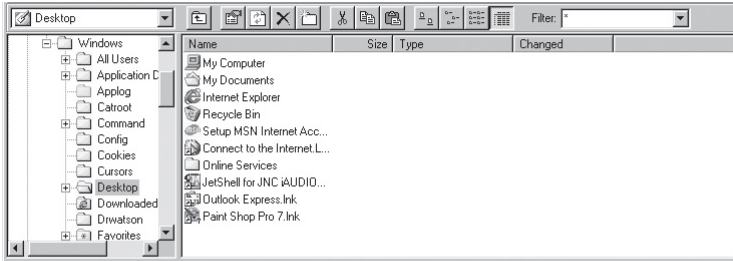 Desktop
Filter: *
Windows
All Users
Application D
Applog
Catroot
Command
Config
Cookies
Cursors
Desktop
Downloaded
Drwatson
Favorites
Name Size Type Changed
My Computer
My Documents
Internet Explorer
Recycle Bin
Setup MSN Internet Acc...
Connect to the Internet.L...
Online Services
JetShell for JNC iAUDIO...
Outlook Express.lnk
Paint Shop Pro 7.lnk